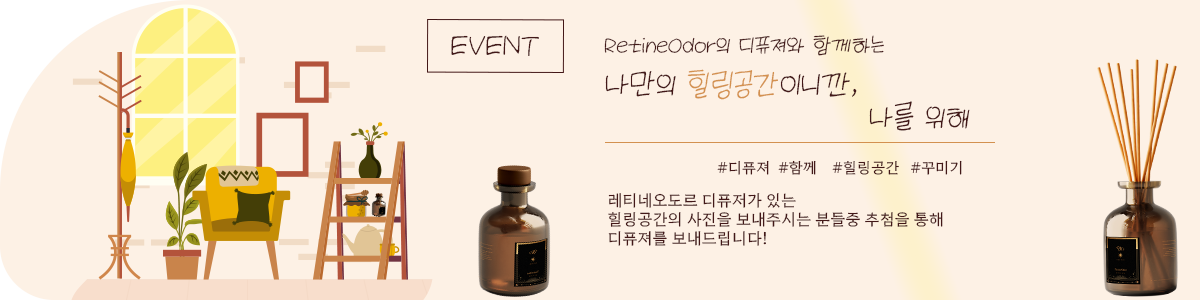 EVENT
RetineOdor의 디퓨져와 함께하는
나만의 힐링공간이니깐,
나를 위해
#디퓨져 #함께 #힐링공간 #꾸미기
레티네오도르 디퓨저가 있는
힐링공간의 사진을 보내주시는 분들중 추첨을 통해
디퓨져를 보내드립니다!